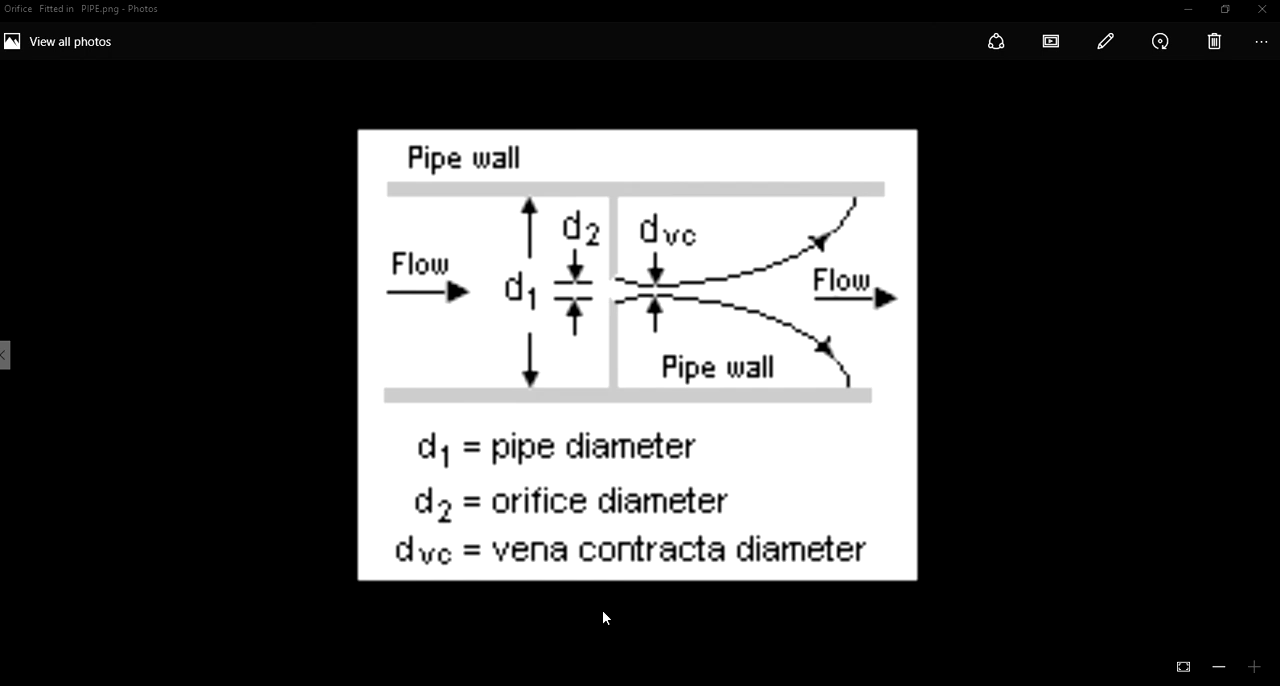 Orifice Fitted in PIPE.png - Photos
View all photos
Pipe wall
d2 dvc
Flow
d1
Flow
Pipe wall
d1 = pipe diameter
d2 = orifice diameter
dvc = vena contracta diameter